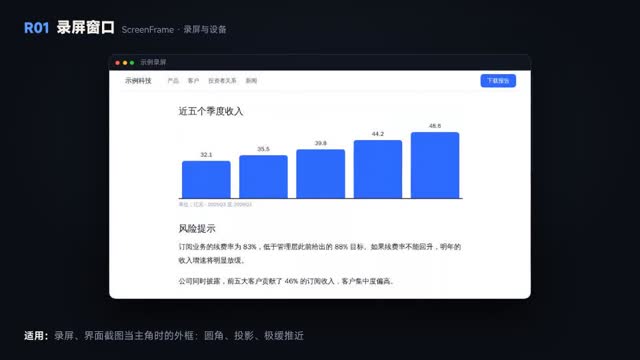 R01 录屏窗口 ScreenFrame · 录屏与设备
示例录屏
示例科技 产品 客户 投资者关系 新闻 下载报告
近五个季度收入
32.1 35.5 39.8 44.2 48.6
单位：亿元 · 2025Q1 至 2026Q1
风险提示
订阅业务的续费率为 83%，低于管理层此前给出的 88% 目标。如果续费率不能回升，明年的
收入增速将明显放缓。
公司同时披露，前五大客户贡献了 46% 的订阅收入，客户集中度偏高。
适用：录屏、界面截图当主角时的外框：圆角、投影、极缓推近